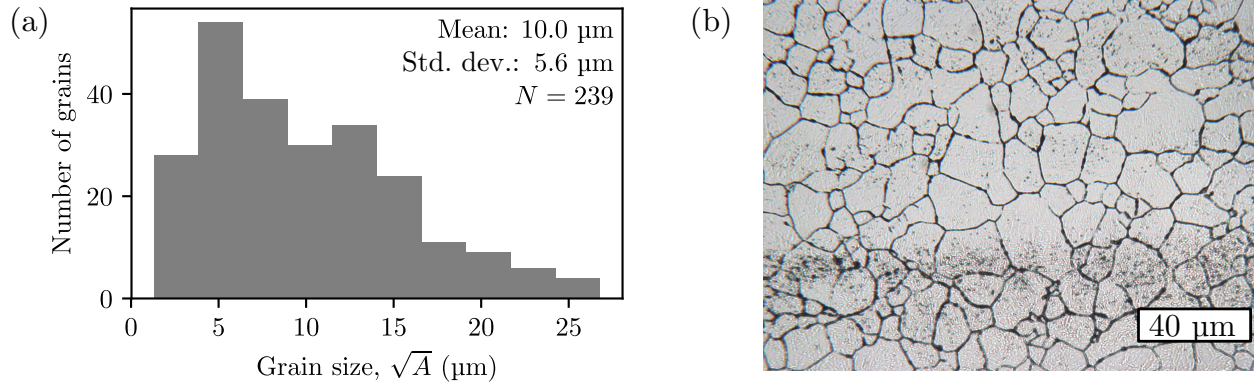 (a)
Mean: 10.0 µm
Std. dev.: 5.6 µm
N = 239
Number of grains
40
20
0
0 5 10 15 20 25
Grain size, √A (µm)
(b)
40 µm